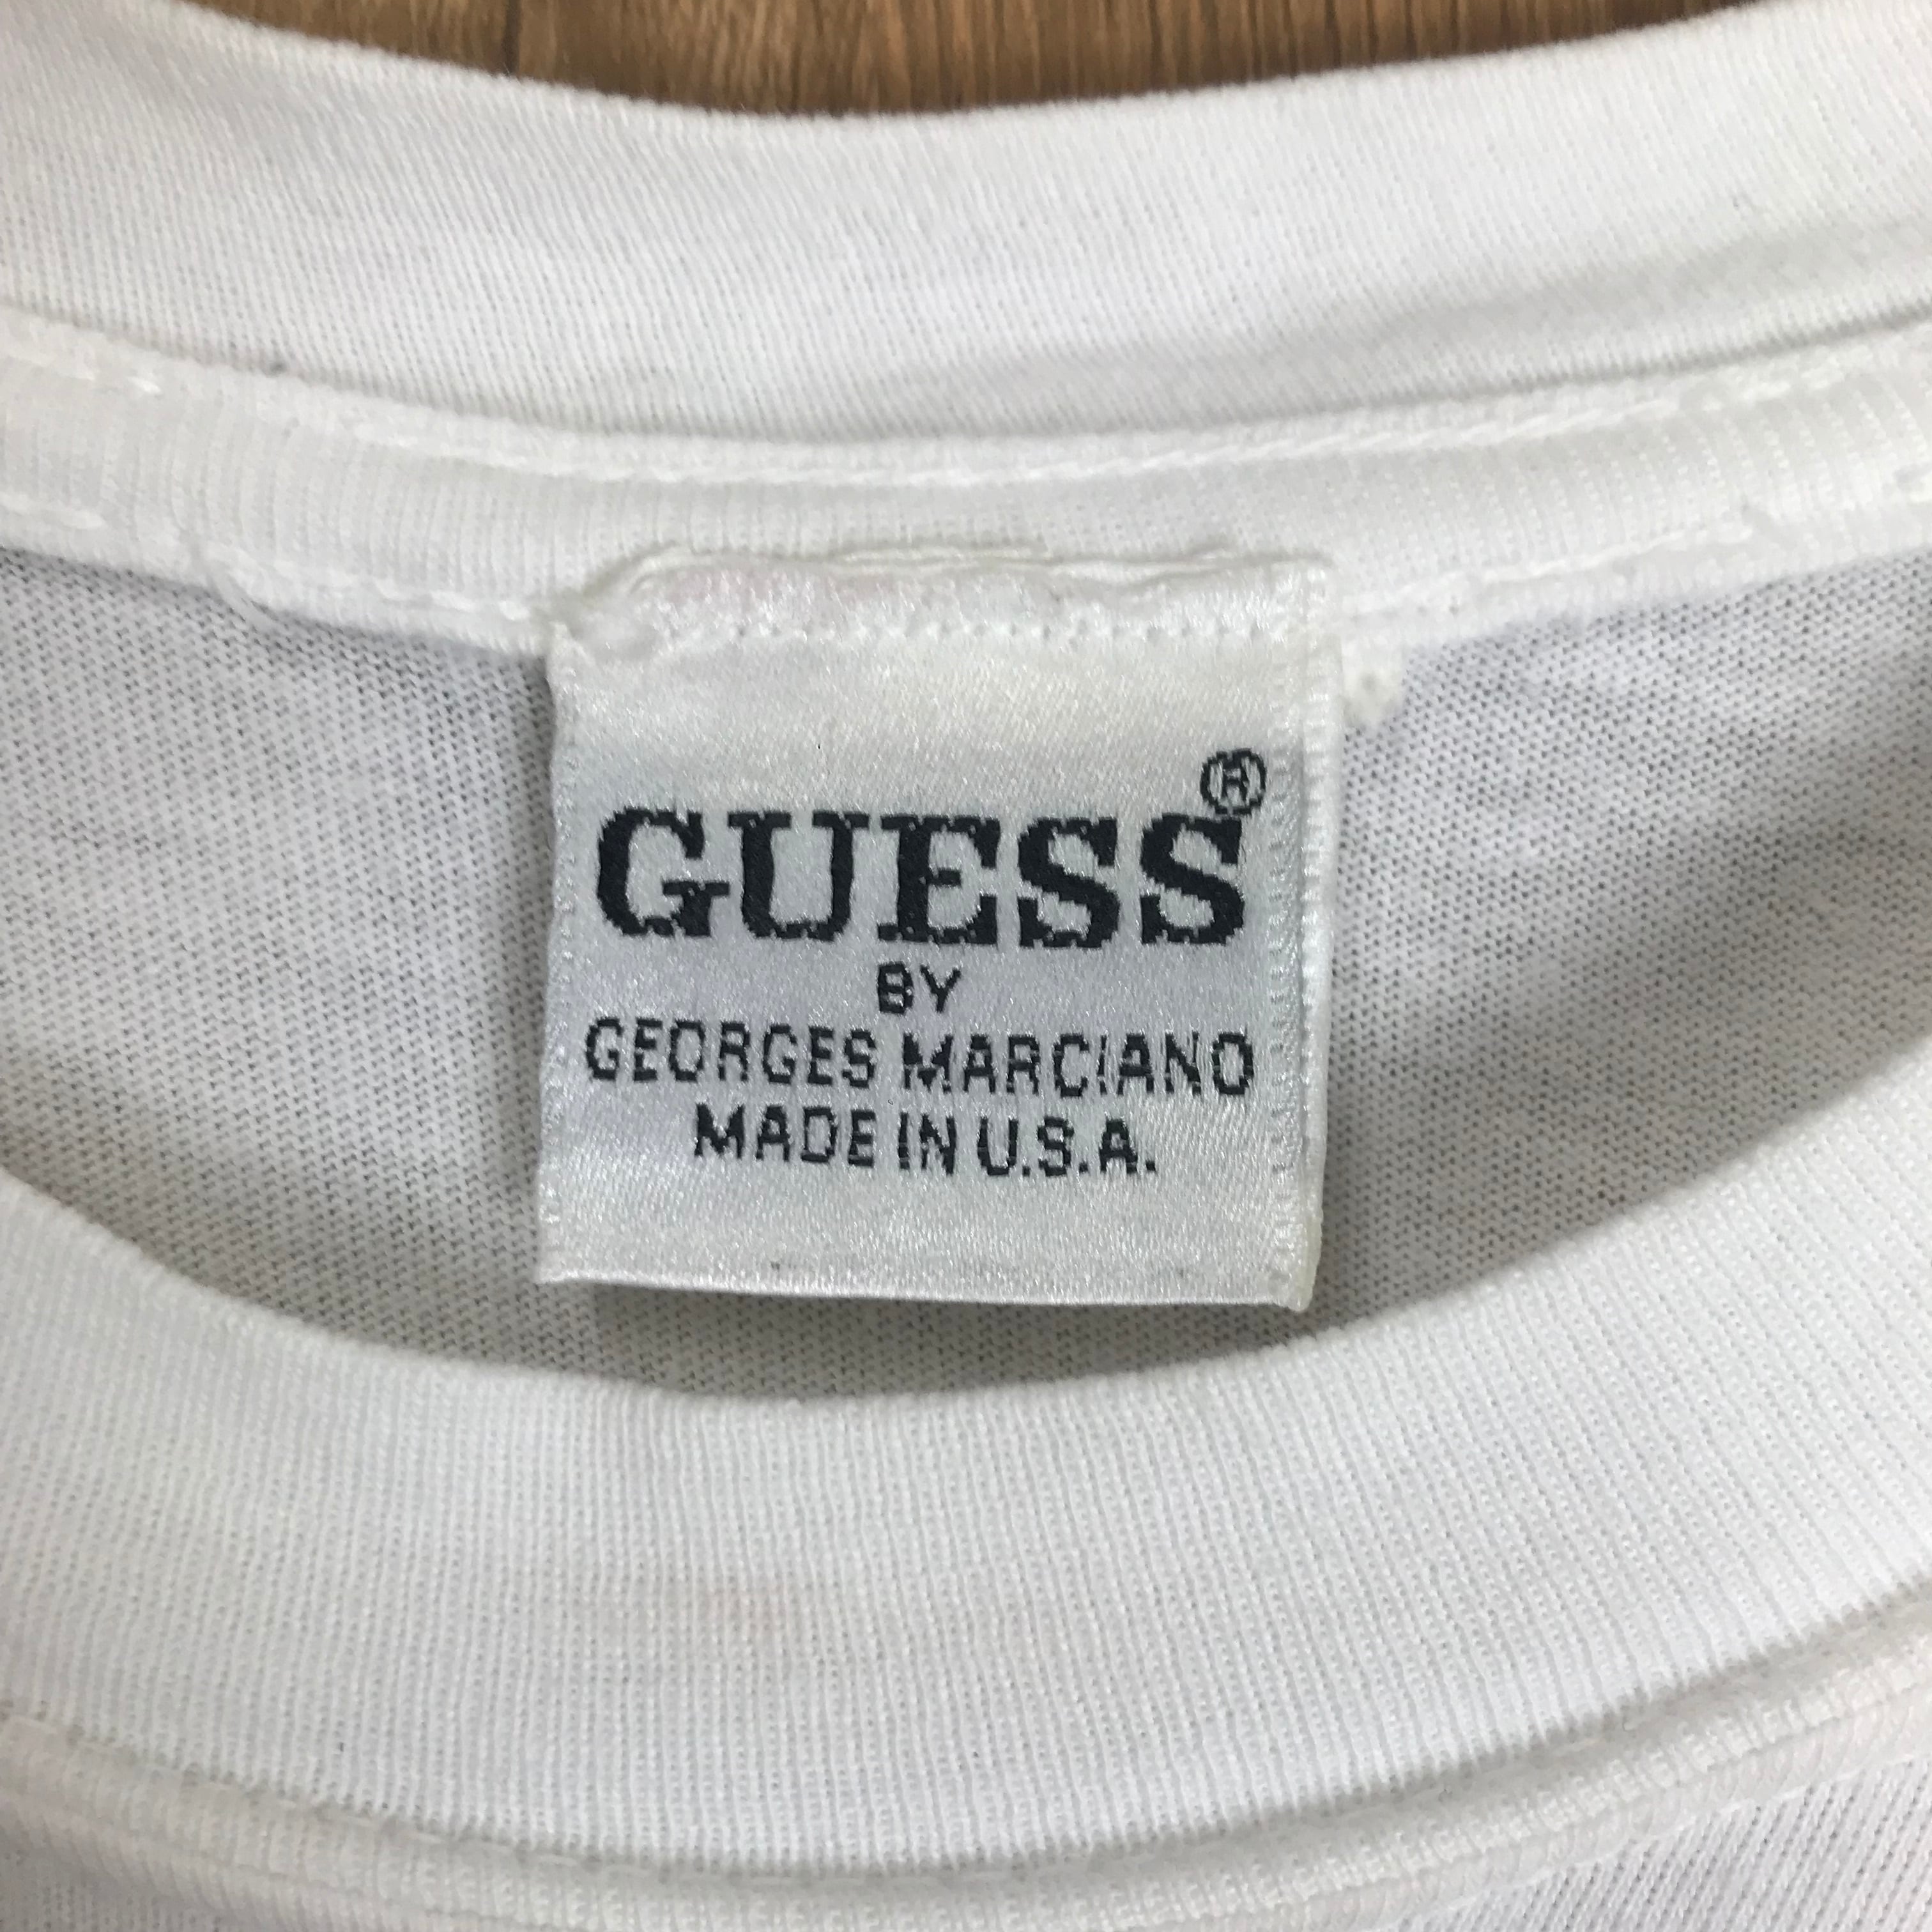 GUESS®
BY
GEORGES MARCIANO
MADE IN U.S.A.